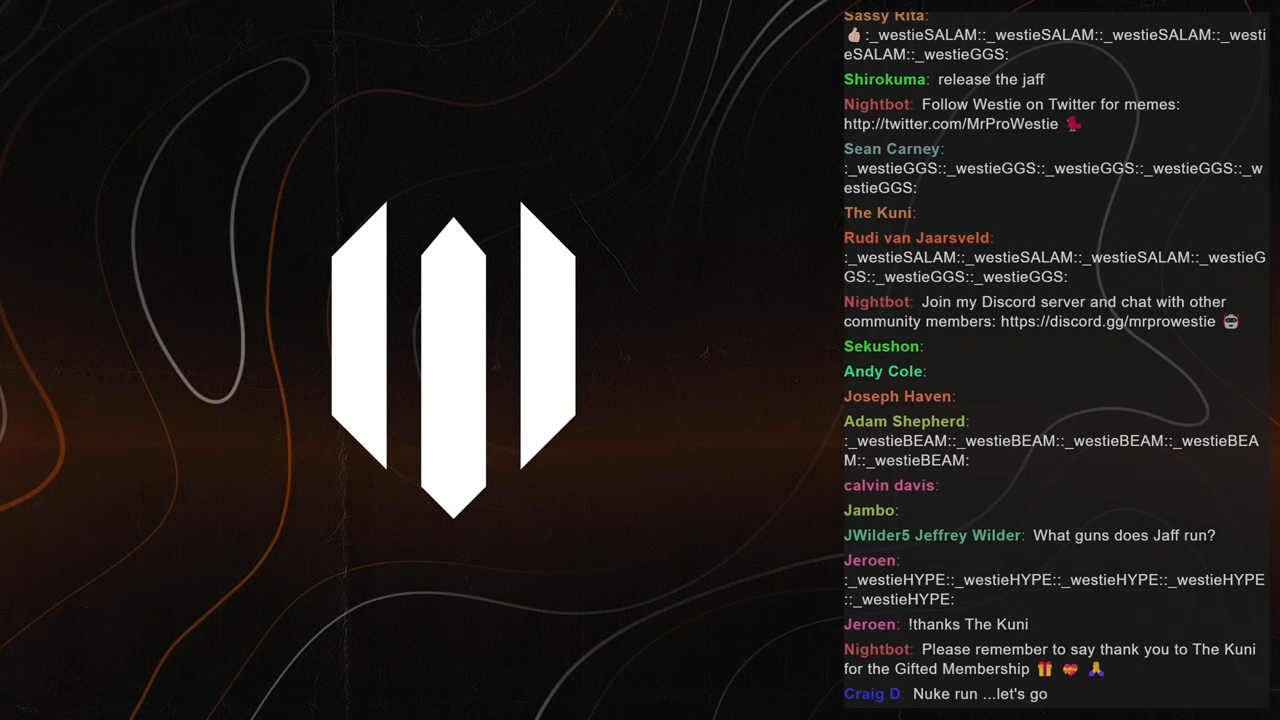 Sassy Rita:
:_westieSALAM::_westieSALAM::_westieSALAM::_westi
eSALAM::_westieGGS:
Shirokuma: release the jaff
Nightbot: Follow Westie on Twitter for memes:
http://twitter.com/MrProWestie
Sean Carney:
:_westieGGS::_westieGGS::_westieGGS::_westieGGS::_w
estieGGS:
The Kuni:
Rudi van Jaarsveld:
:_westieSALAM::_westieSALAM::_westieSALAM::_westieG
GS::_westieGGS::_westieGGS:
Nightbot: Join my Discord server and chat with other
community members: https://discord.gg/mrprowestie
Sekushon:
Andy Cole:
Joseph Haven:
Adam Shepherd:
:_westieBEAM::_westieBEAM::_westieBEAM::_westieBEA
M::_westieBEAM:
calvin davis:
Jambo:
JWilder5 Jeffrey Wilder: What guns does Jaff run?
Jeroen:
:_westieHYPE::_westieHYPE::_westieHYPE::_westieHYPE
::_westieHYPE:
Jeroen: !thanks The Kuni
Nightbot: Please remember to say thank you to The Kuni
for the Gifted Membership
Craig D: Nuke run ...let's go